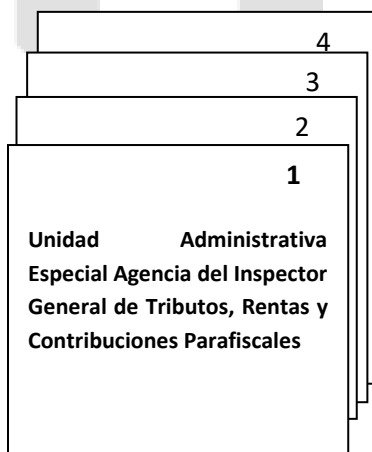 4
3
2
1
Unidad Administrativa
Especial Agencia del Inspector
General de Tributos, Rentas y
Contribuciones Parafiscales